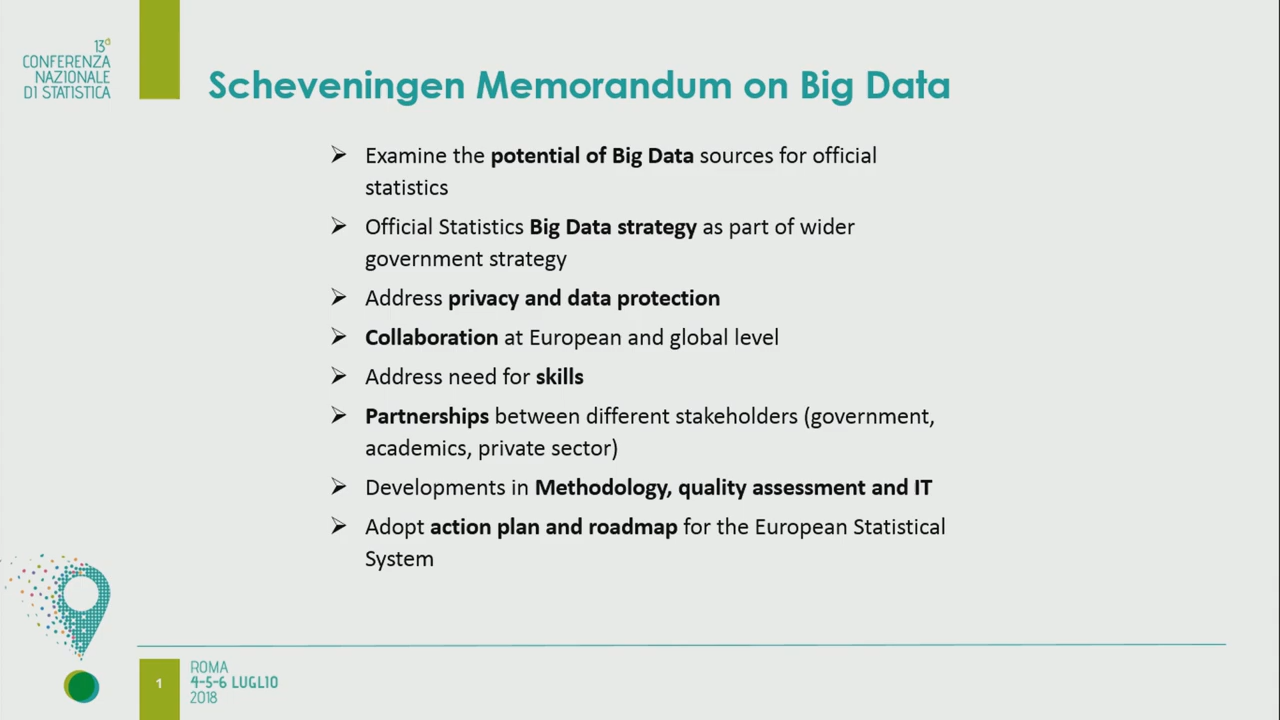 13ª
CONFERENZA
NAZIONALE
DI STATISTICA
Scheveningen Memorandum on Big Data
Examine the potential of Big Data sources for official
statistics
Official Statistics Big Data strategy as part of wider
government strategy
Address privacy and data protection
Collaboration at European and global level
Address need for skills
Partnerships between different stakeholders (government,
academics, private sector)
Developments in Methodology, quality assessment and IT
Adopt action plan and roadmap for the European Statistical
System
1
ROMA
4-5-6 LUGLIO
2018